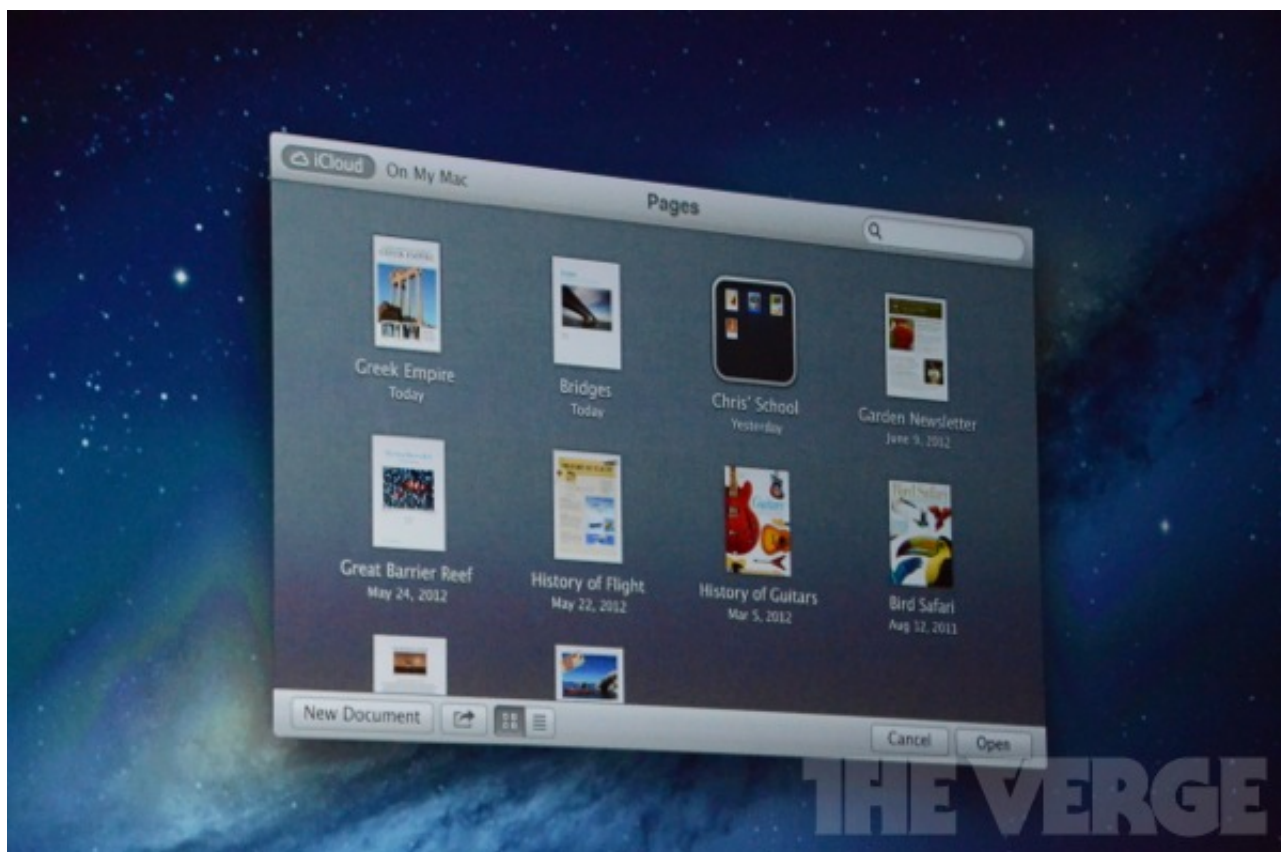 iCloud On My Mac
Pages
Greek Empire
Today
Bridges
Today
Chris' School
Yesterday
Garden Newsletter
June 9, 2012
Great Barrier Reef
May 24, 2012
History of Flight
May 22, 2012
History of Guitars
Mar 5, 2012
Bird Safari
Bird Safari
Aug 12, 2011
New Document
Cancel
Open
THE VERGE